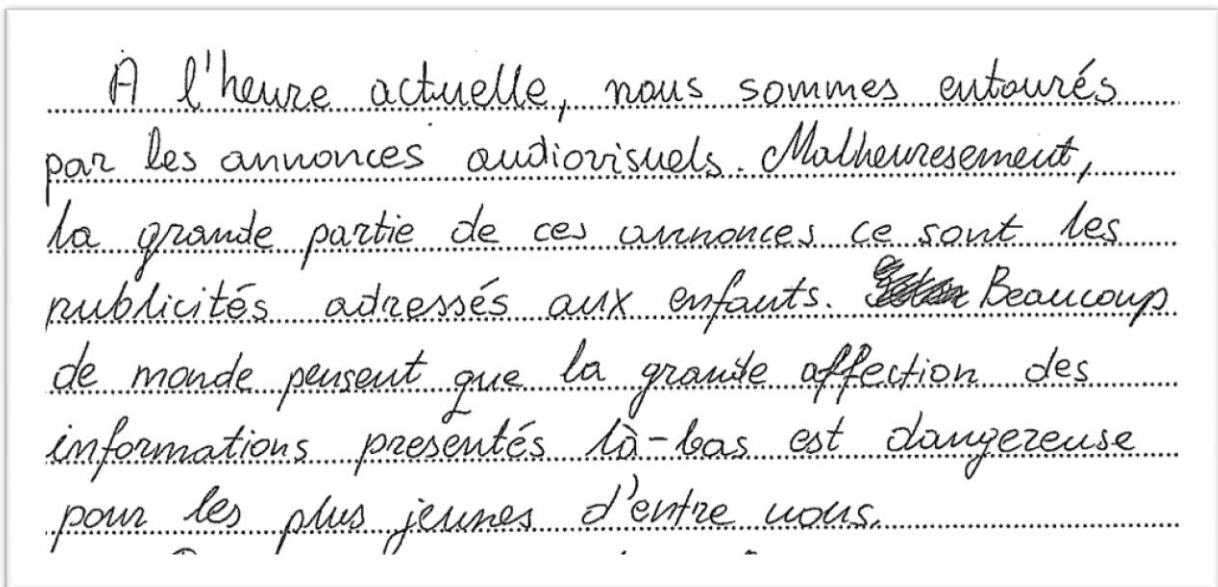 A l'heure actuelle, nous sommes entourés
par les annonces audiovisuels. Malheuresement,
la grande partie de ces annonces ce sont les
publicités adressés aux enfants. Beaucoup
de monde pensent que la grande affection des
informations presentés là-bas est dangereuse
pour les plus jeunes d'entre nous.